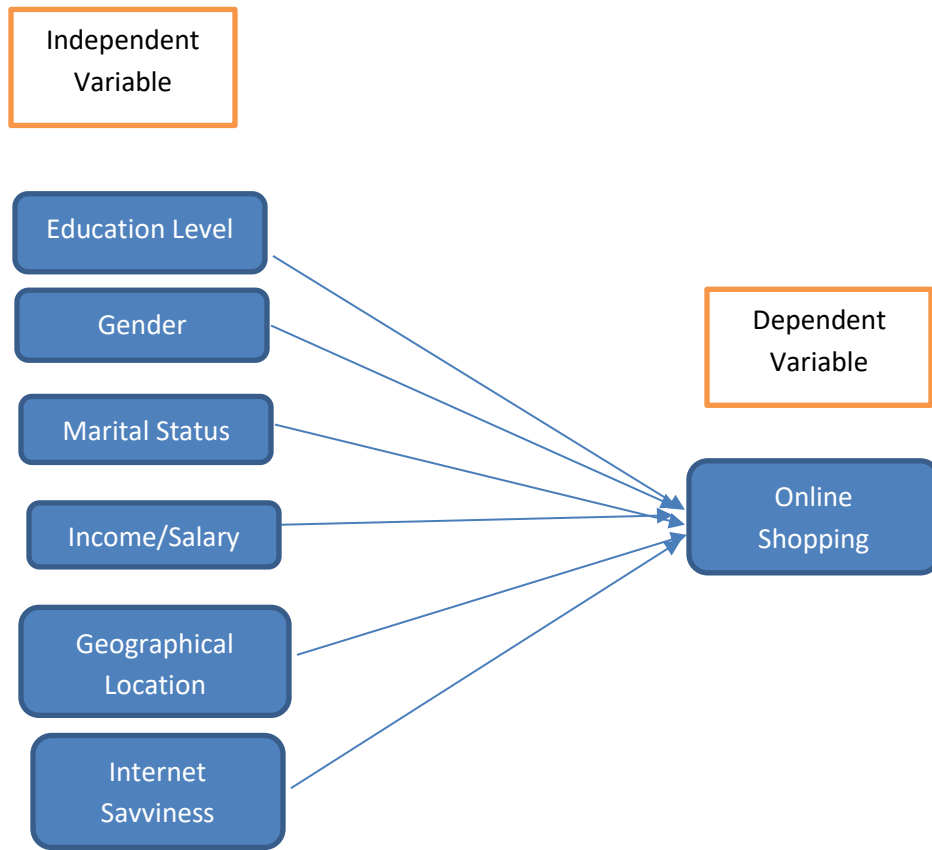 Independent
Variable
Education Level
Gender
Marital Status
Income/Salary
Geographical
Location
Internet
Savviness
Dependent
Variable
Online
Shopping